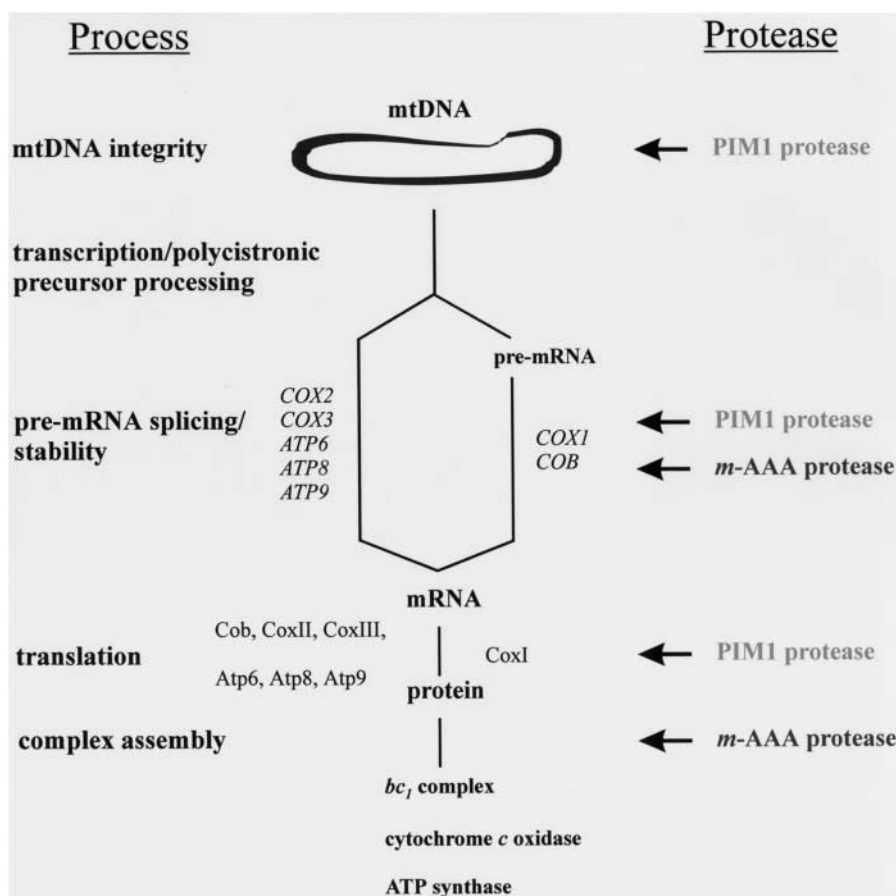 Process
Protease
mtDNA
mtDNA integrity
PIM1 protease
transcription/polycistronic
precursor processing
pre-mRNA
pre-mRNA splicing/
stability
COX2
COX3
ATP6
ATP8
ATP9
COX1
COB
PIM1 protease
m-AAA protease
mRNA
translation
Cob, CoxII, CoxIII,
Atp6, Atp8, Atp9
CoxI
PIM1 protease
protein
complex assembly
m-AAA protease
bc₁ complex
cytochrome c oxidase
ATP synthase